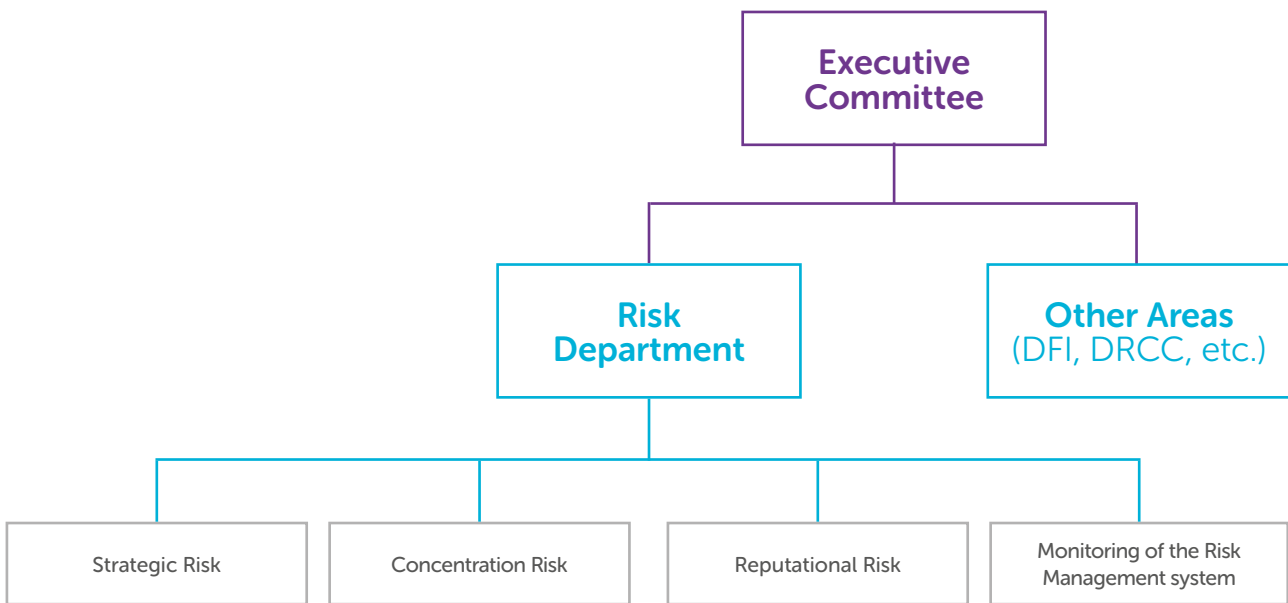 Executive
Committee
Risk
Department
Other Areas
(DFI, DRCC, etc.)
Strategic Risk
Concentration Risk
Reputational Risk
Monitoring of the Risk
Management system